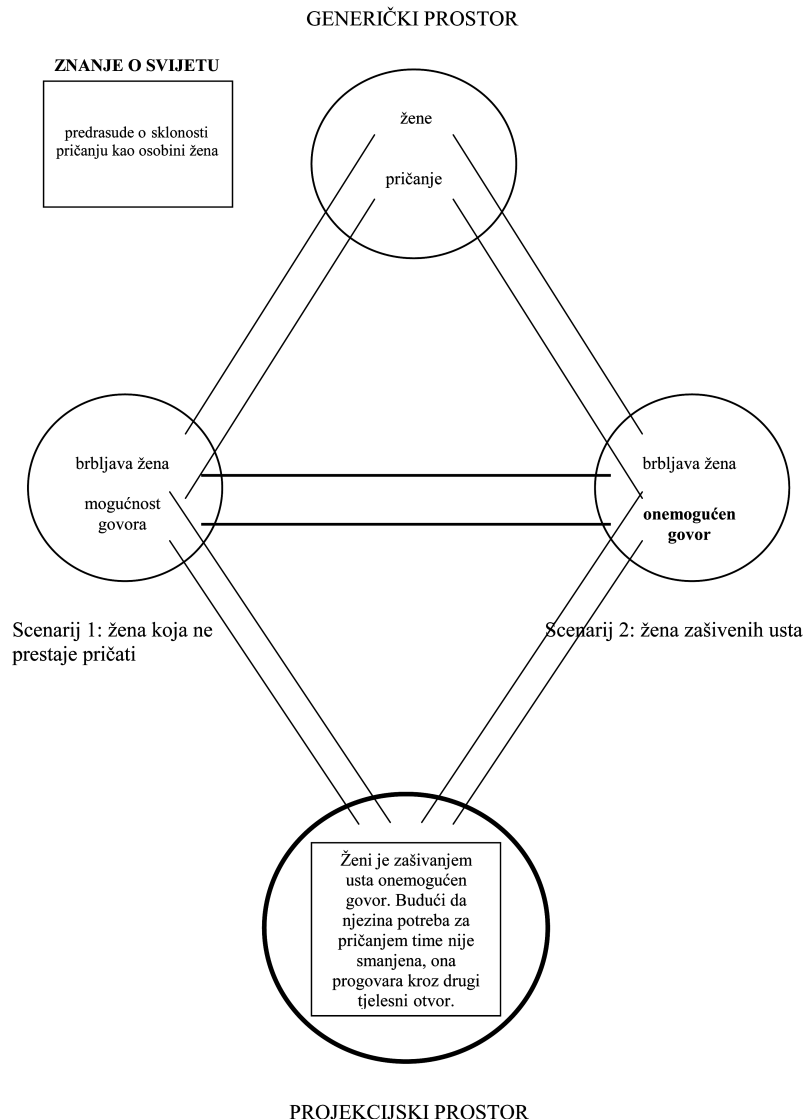 GENERIČKI PROSTOR
ZNANJE O SVIJETU
predrasude o sklonosti
pričanju kao osobini žena
žene
pričanje
brbljava žena
mogućnost
govora
brbljava žena
onemogućen
govor
Scenarij 1: žena koja ne
prestaje pričati
Scenarij 2: žena zašivenih usta
Ženi je zašivanjem
usta onemogućen
govor. Budući da
njezina potreba za
pričanjem time nije
smanjena, ona
progovara kroz drugi
tjelesni otvor.
PROJEKCIJSKI PROSTOR